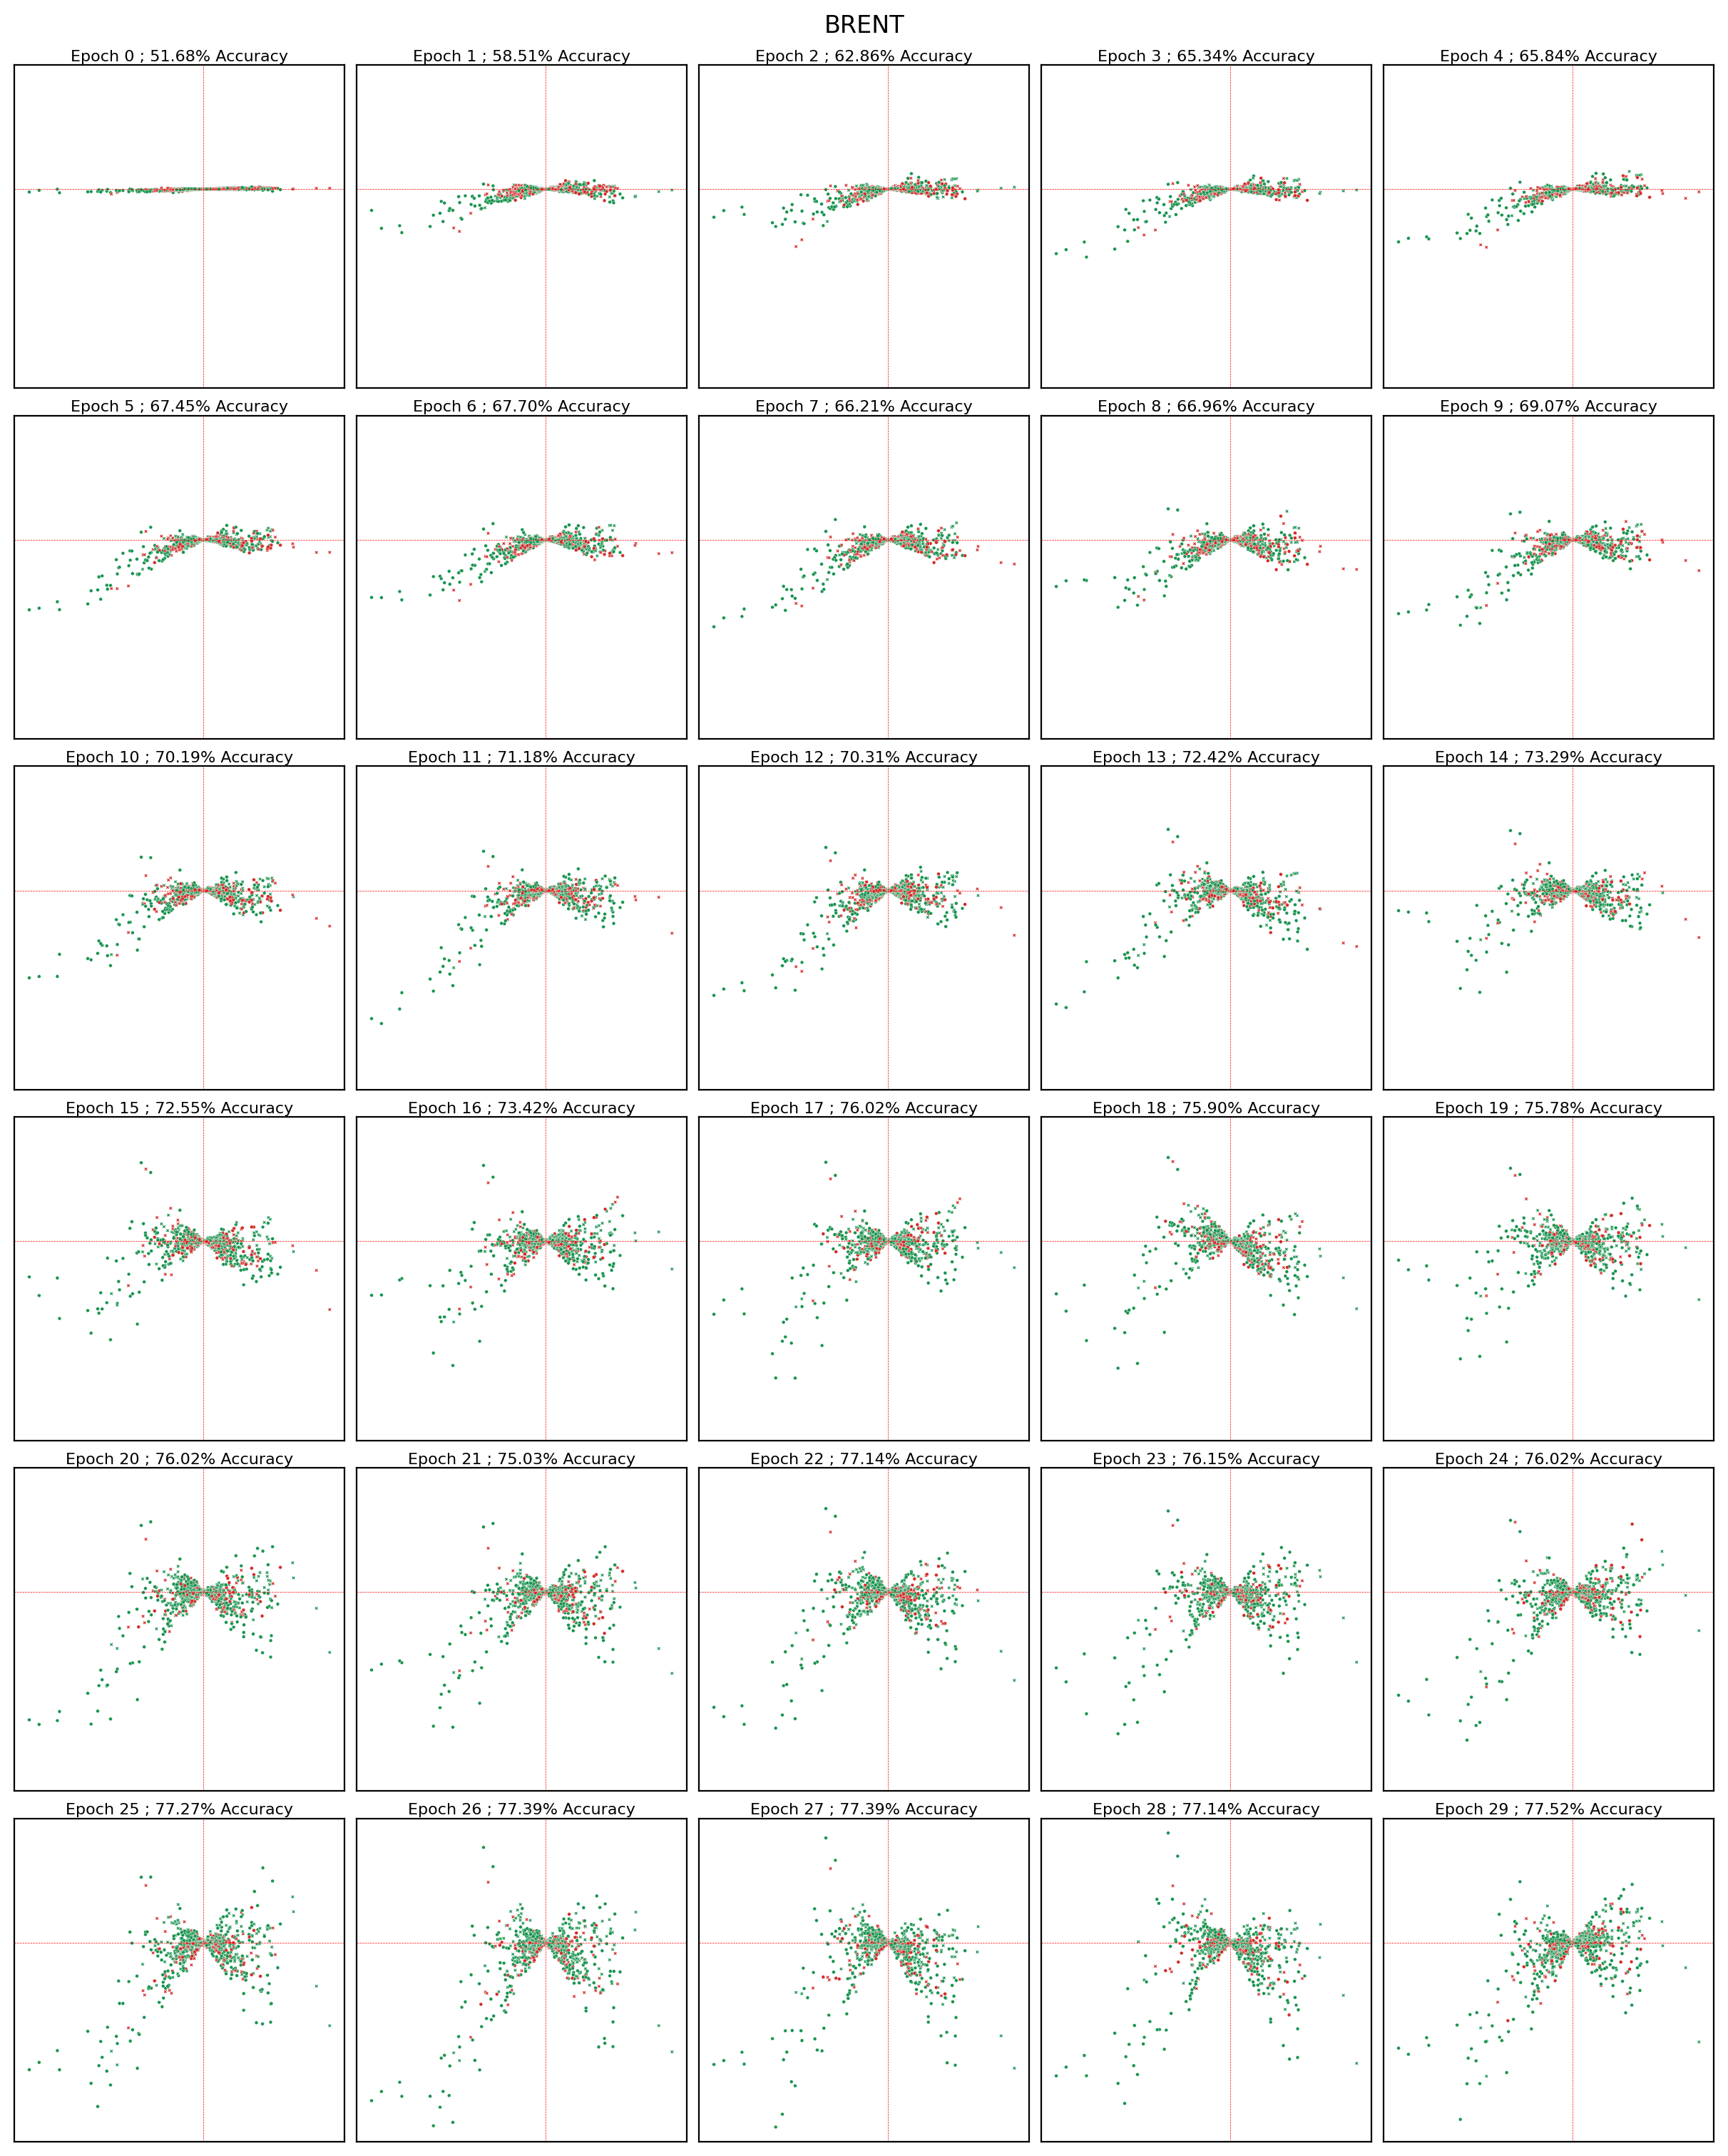 BRENT
Epoch 0 ; 51.68% Accuracy
Epoch 1 ; 58.51% Accuracy
Epoch 2 ; 62.86% Accuracy
Epoch 3 ; 65.34% Accuracy
Epoch 4 ; 65.84% Accuracy
Epoch 5 ; 67.45% Accuracy
Epoch 6 ; 67.70% Accuracy
Epoch 7 ; 66.21% Accuracy
Epoch 8 ; 66.96% Accuracy
Epoch 9 ; 69.07% Accuracy
Epoch 10 ; 70.19% Accuracy
Epoch 11 ; 71.18% Accuracy
Epoch 12 ; 70.31% Accuracy
Epoch 13 ; 72.42% Accuracy
Epoch 14 ; 73.29% Accuracy
Epoch 15 ; 72.55% Accuracy
Epoch 16 ; 73.42% Accuracy
Epoch 17 ; 76.02% Accuracy
Epoch 18 ; 75.90% Accuracy
Epoch 19 ; 75.78% Accuracy
Epoch 20 ; 76.02% Accuracy
Epoch 21 ; 75.03% Accuracy
Epoch 22 ; 77.14% Accuracy
Epoch 23 ; 76.15% Accuracy
Epoch 24 ; 76.02% Accuracy
Epoch 25 ; 77.27% Accuracy
Epoch 26 ; 77.39% Accuracy
Epoch 27 ; 77.39% Accuracy
Epoch 28 ; 77.14% Accuracy
Epoch 29 ; 77.52% Accuracy